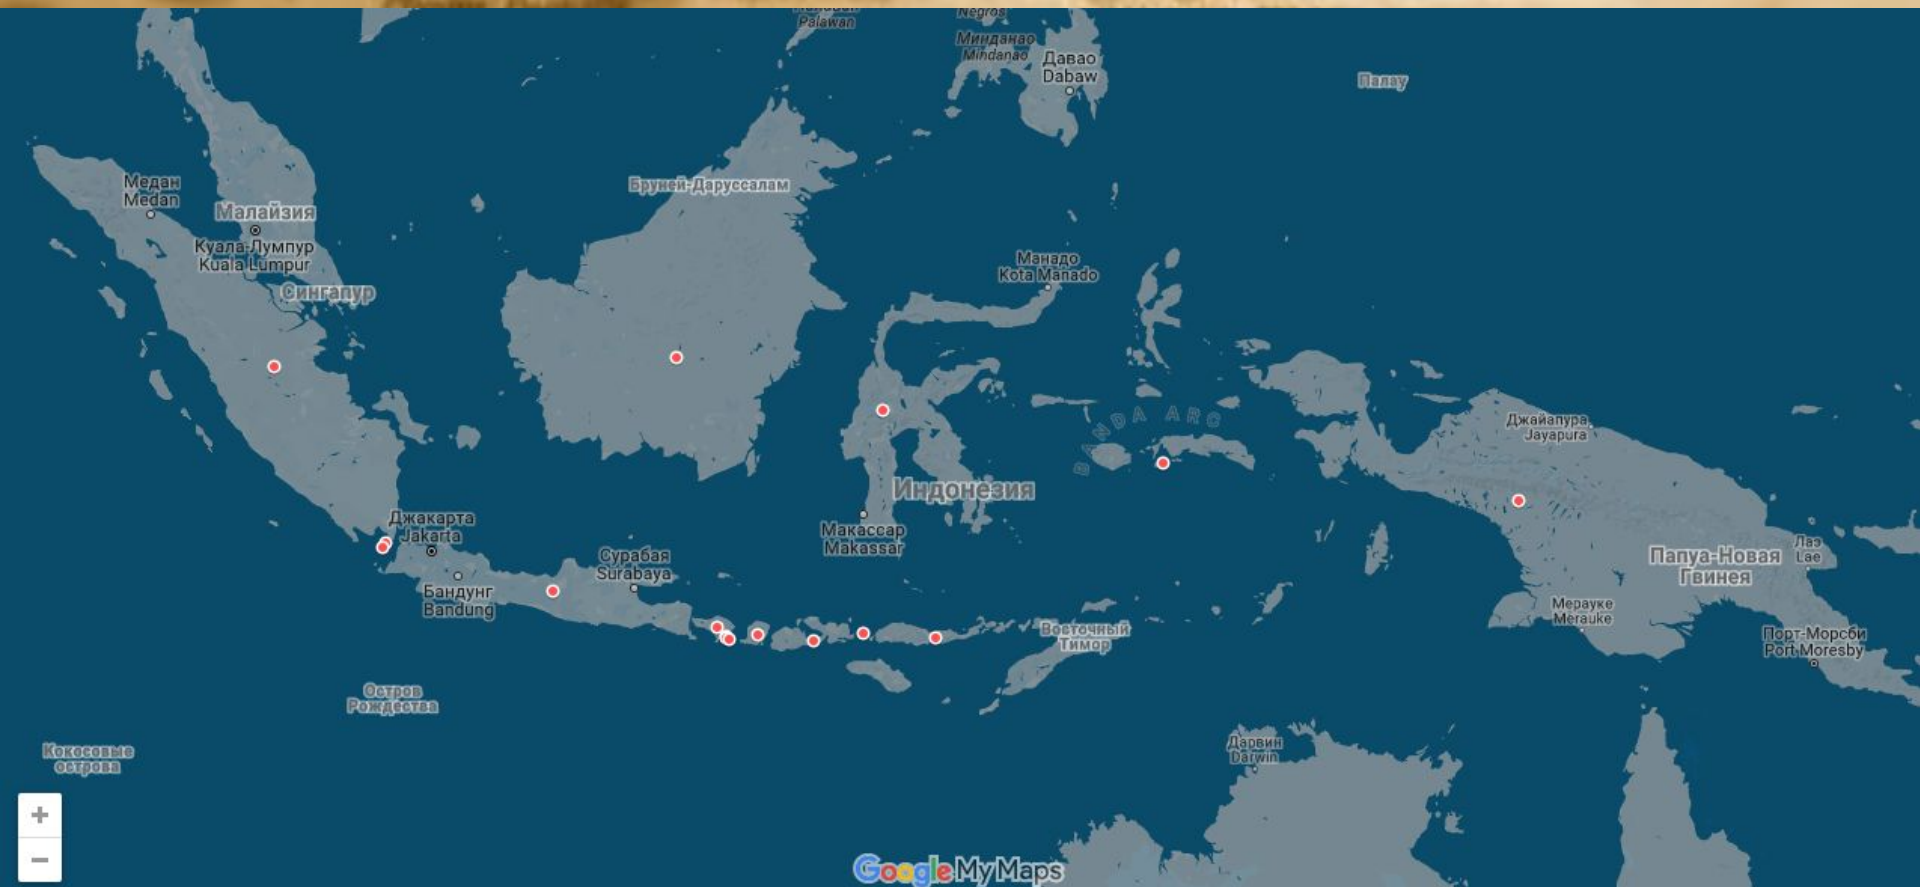 Palawan
Negros
Минданао
Mindanao
Давао
Dabaw
Палау
Медан
Medan
Малайзия
Куала-Лумпур
Kuala Lumpur
Сингапур
Бруней-Даруссалам
Манадо
Kota Manado
BANDA ARC
Джайапура
Jayapura
Индонезия
Макассар
Makassar
Джакарта
Jakarta
Бандунг
Bandung
Сурабая
Surabaya
Папуа-Новая
Гвинея
Лаэ
Lae
Мерауке
Merauke
Порт-Морсби
Port Moresby
Восточный
Тимор
Остров
Рождества
Кокосовые
острова
Дарвин
Darwin
+
−
Google My Maps